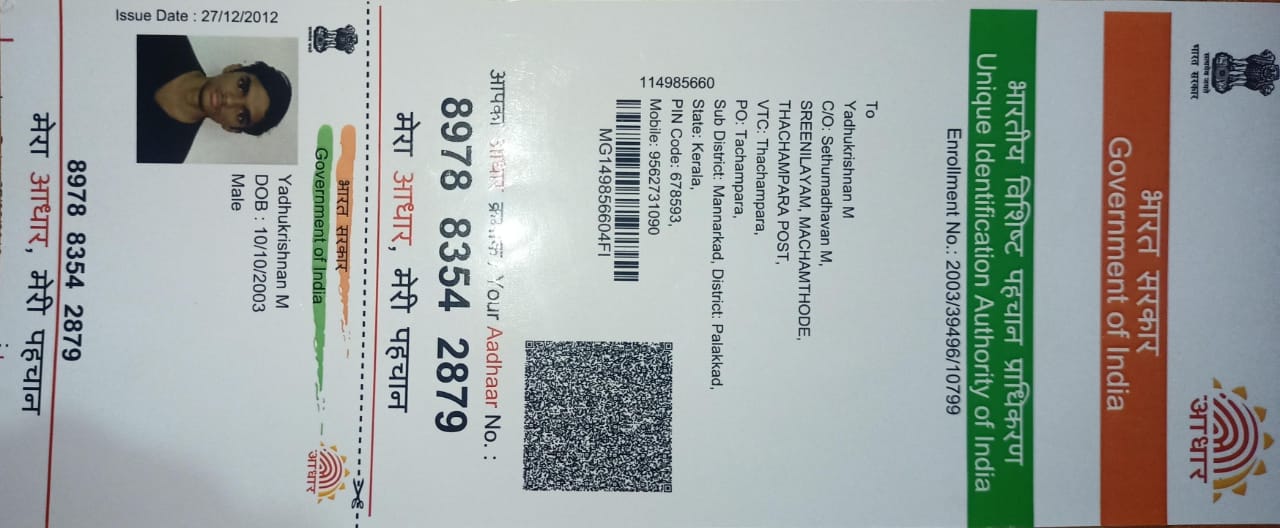 भारत सरकार
भारत सरकार
Government of India
आधार
भारतीय विशिष्ट पहचान प्राधिकरण
Unique Identification Authority of India
Enrollment No.: 2003/39496/10799
To
Yadhukrishnan M
C/O: Sethumadhavan M,
SREENILAYAM, MACHAMTHODE,
THACHAMPARA POST,
VTC: Thachampara,
PO: Tachampara,
Sub District: Mannarkad, District: Palakkad,
State: Kerala,
PIN Code: 678593,
Mobile: 9562731090
114985660
MG149856604FI
आपका आधार क्रमांक / Your Aadhaar No. :
8978 8354 2879
मेरा आधार, मेरी पहचान
भारत सरकार
Government of India
आधार
Issue Date : 27/12/2012
Yadhukrishnan M
DOB : 10/10/2003
Male
8978 8354 2879
मेरा आधार, मेरी पहचान